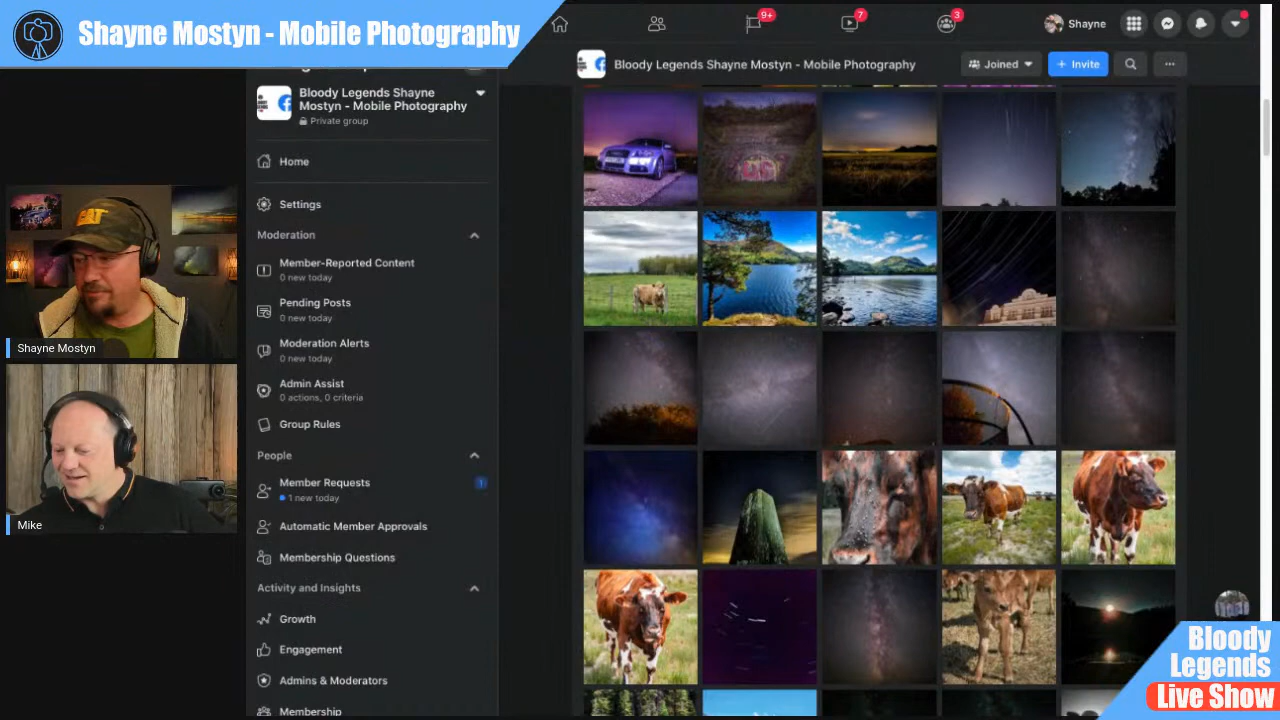 Shayne Mostyn - Mobile Photography
9+
7
3
Shayne
Bloody Legends Shayne Mostyn - Mobile Photography
Joined
+ Invite
Bloody Legends Shayne
Mostyn - Mobile Photography
Private group
Home
Settings
Moderation
Member-Reported Content
0 new today
Pending Posts
0 new today
Moderation Alerts
0 new today
Admin Assist
0 actions, 0 criteria
Group Rules
People
Member Requests
1
1 new today
Automatic Member Approvals
Membership Questions
Activity and Insights
Growth
Engagement
Admins & Moderators
Membership
CAT
Shayne Mostyn
Mike
Bloody
Legends
Live Show